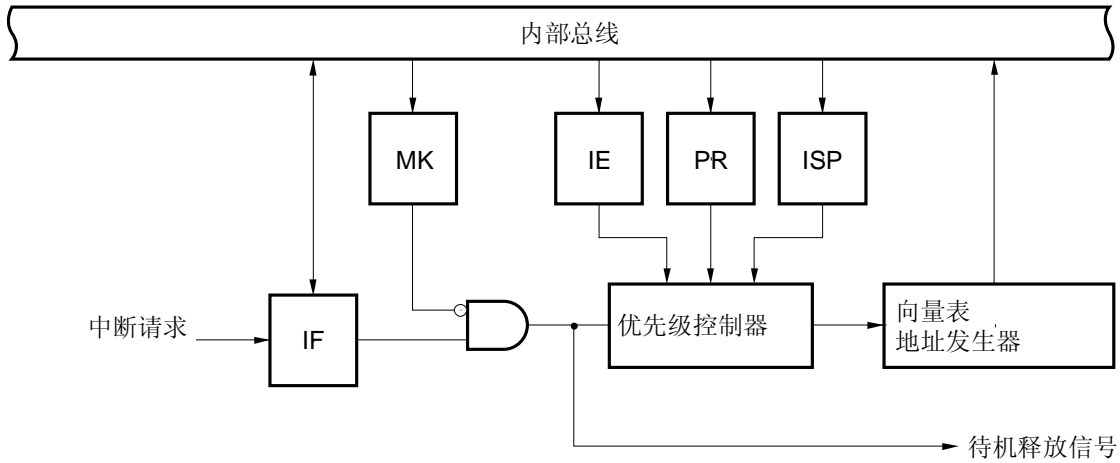 内部总线
MK
IE
PR
ISP
中断请求
IF
优先级控制器
向量表
地址发生器
待机释放信号